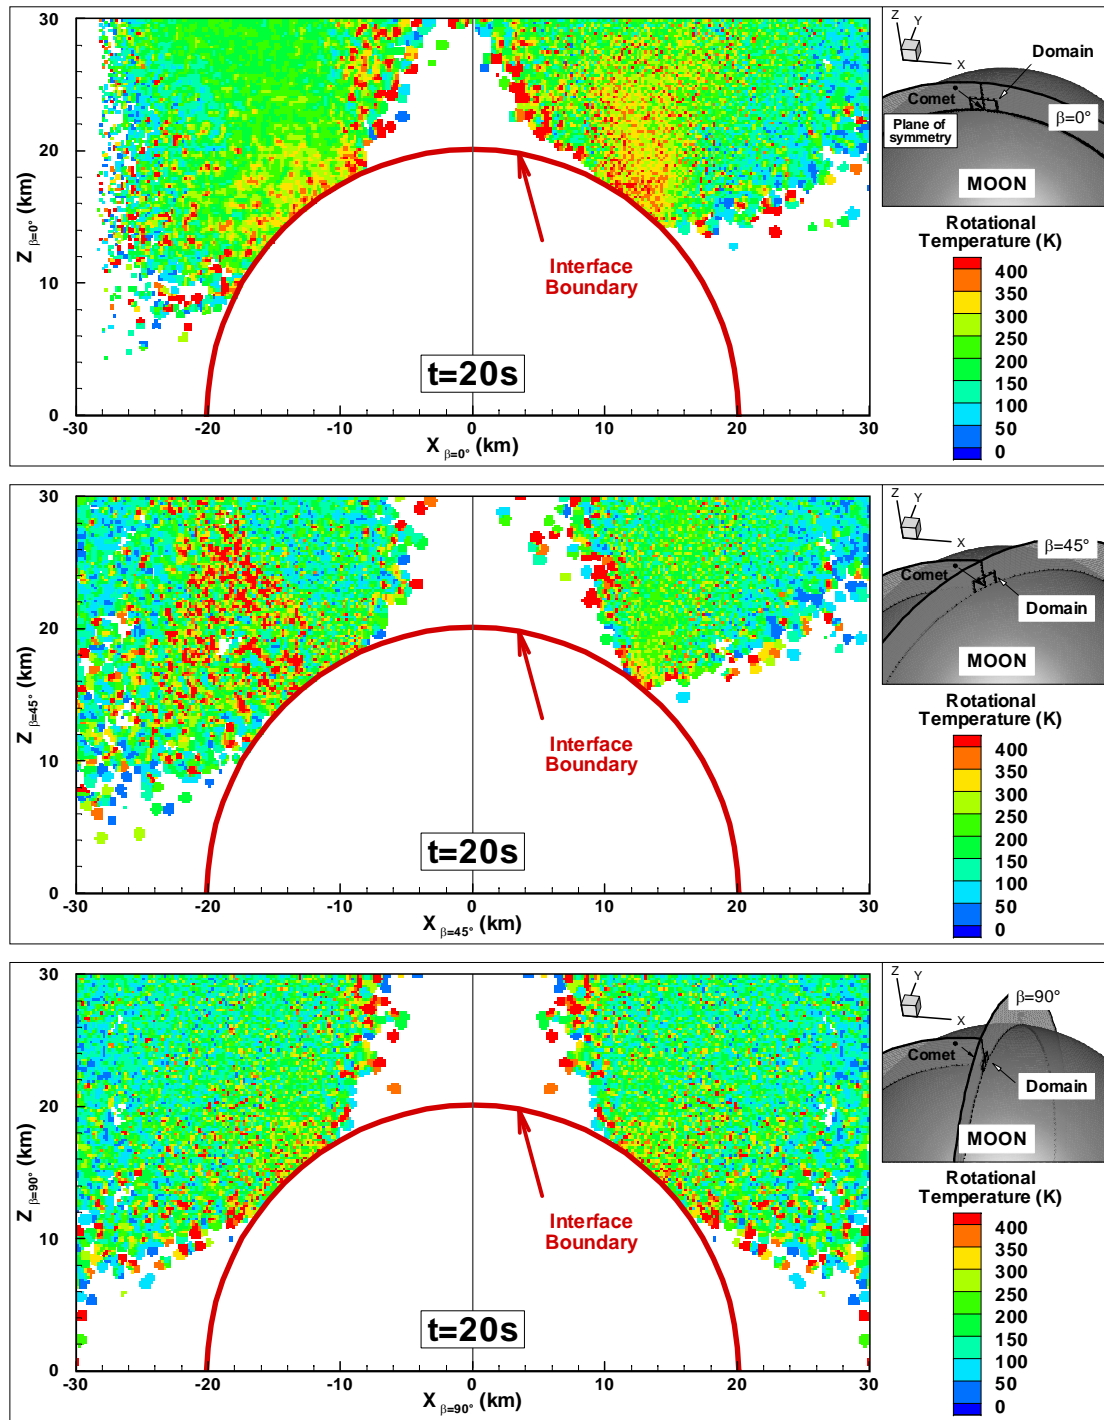 30
20
10
0
Z β=0° (km)
-30
-20
-10
0
10
20
30
X β=0° (km)
Interface
Boundary
t=20s
Z
Y
X
Domain
Comet
β=0°
Plane of
symmetry
MOON
Rotational
Temperature (K)
400
350
300
250
200
150
100
50
0
30
20
10
0
Z β=45° (km)
-30
-20
-10
0
10
20
30
X β=45° (km)
Interface
Boundary
t=20s
Z
Y
X
β=45°
Comet
Domain
MOON
Rotational
Temperature (K)
400
350
300
250
200
150
100
50
0
30
20
10
0
Z β=90° (km)
-30
-20
-10
0
10
20
30
X β=90° (km)
Interface
Boundary
t=20s
Z
Y
X
β=90°
Comet
Domain
MOON
Rotational
Temperature (K)
400
350
300
250
200
150
100
50
0